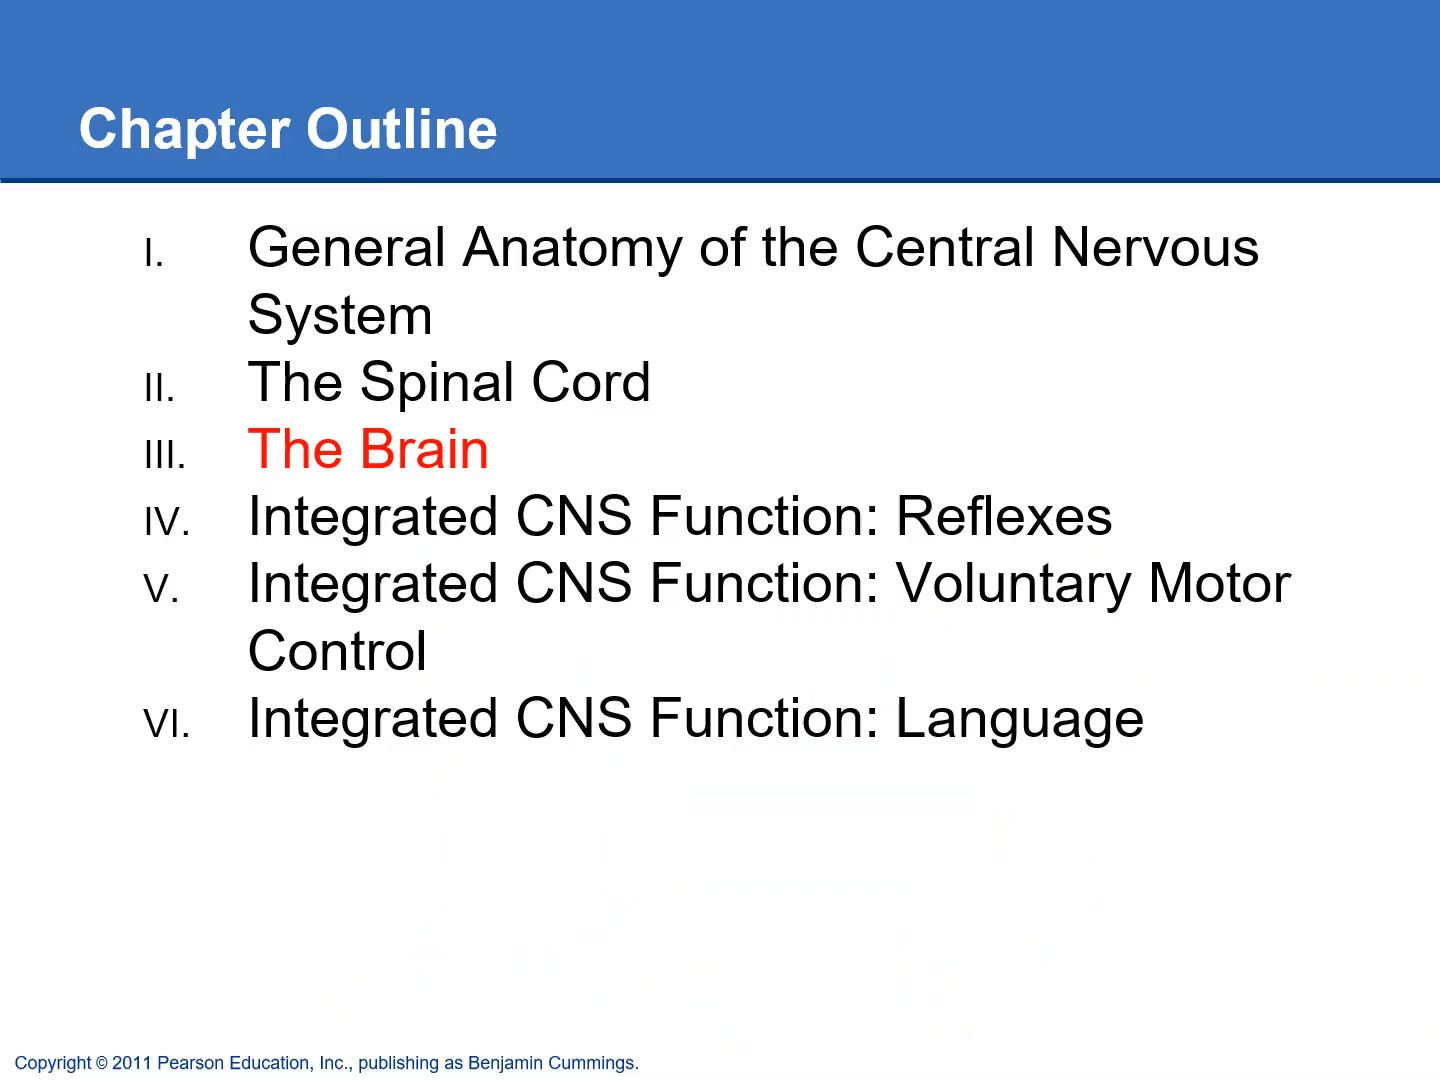 Chapter Outline
I. General Anatomy of the Central Nervous
System
II. The Spinal Cord
III. The Brain
IV. Integrated CNS Function: Reflexes
V. Integrated CNS Function: Voluntary Motor
Control
VI. Integrated CNS Function: Language
Copyright © 2011 Pearson Education, Inc., publishing as Benjamin Cummings.